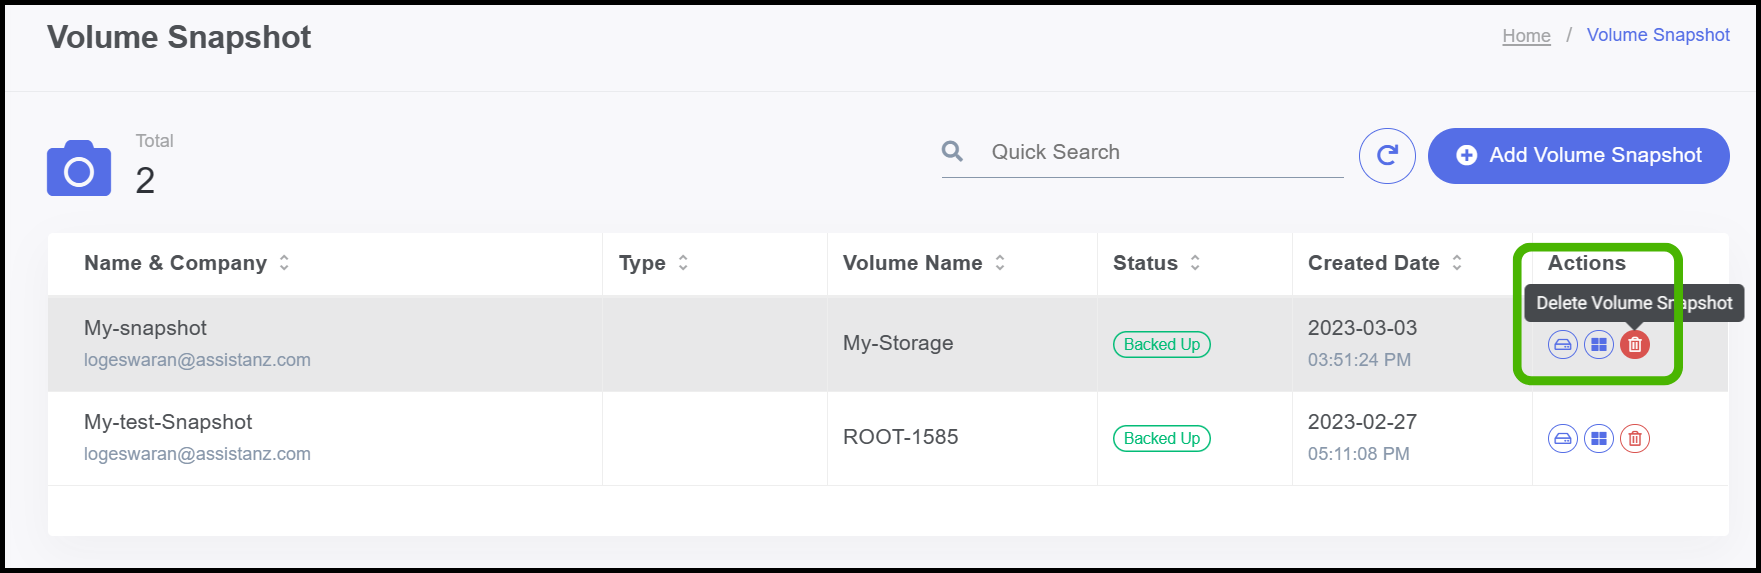 Volume Snapshot
Home / Volume Snapshot
Total
2
Quick Search
Add Volume Snapshot
Name & Company
Type
Volume Name
Status
Created Date
Actions
Delete Volume Snapshot
My-snapshot
logeswaran@assistanz.com
My-Storage
Backed Up
2023-03-03
03:51:24 PM
My-test-Snapshot
logeswaran@assistanz.com
ROOT-1585
Backed Up
2023-02-27
05:11:08 PM